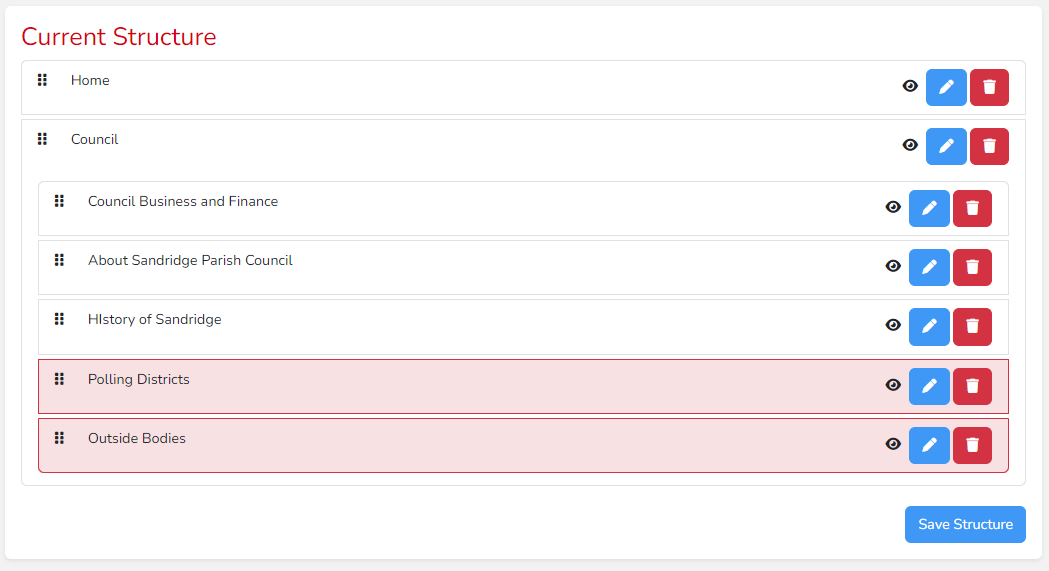 Current Structure
Home
Council
Council Business and Finance
About Sandridge Parish Council
HIstory of Sandridge
Polling Districts
Outside Bodies
Save Structure